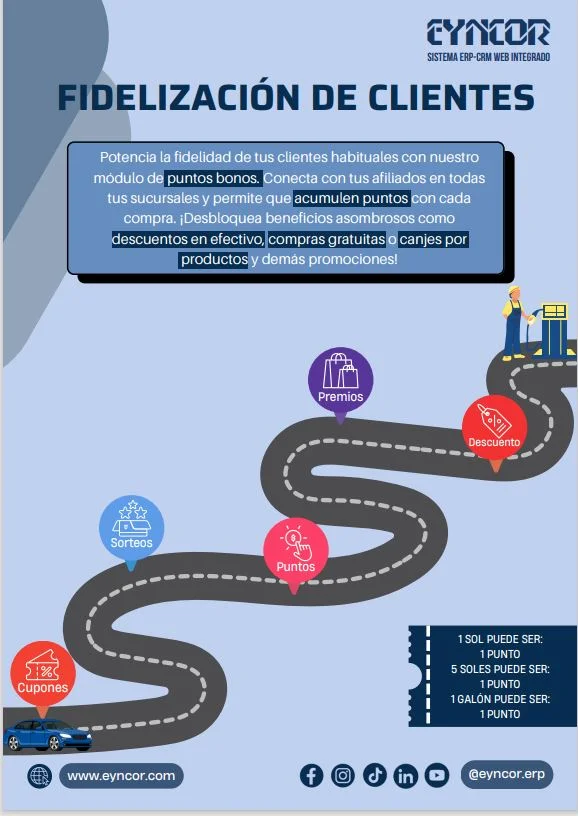 EYNCOR
SISTEMA ERP-CRM WEB INTEGRADO
FIDELIZACIÓN DE CLIENTES
Potencia la fidelidad de tus clientes habituales con nuestro
módulo de puntos bonos. Conecta con tus afiliados en todas
tus sucursales y permite que acumulen puntos con cada
compra. ¡Desbloquea beneficios asombrosos como
descuentos en efectivo, compras gratuitas o canjes por
productos y demás promociones!
Premios
Descuento
Sorteos
Puntos
Cupones
1 SOL PUEDE SER:
1 PUNTO
5 SOLES PUEDE SER:
1 PUNTO
1 GALÓN PUEDE SER:
1 PUNTO
www.eyncor.com
@eyncor.erp